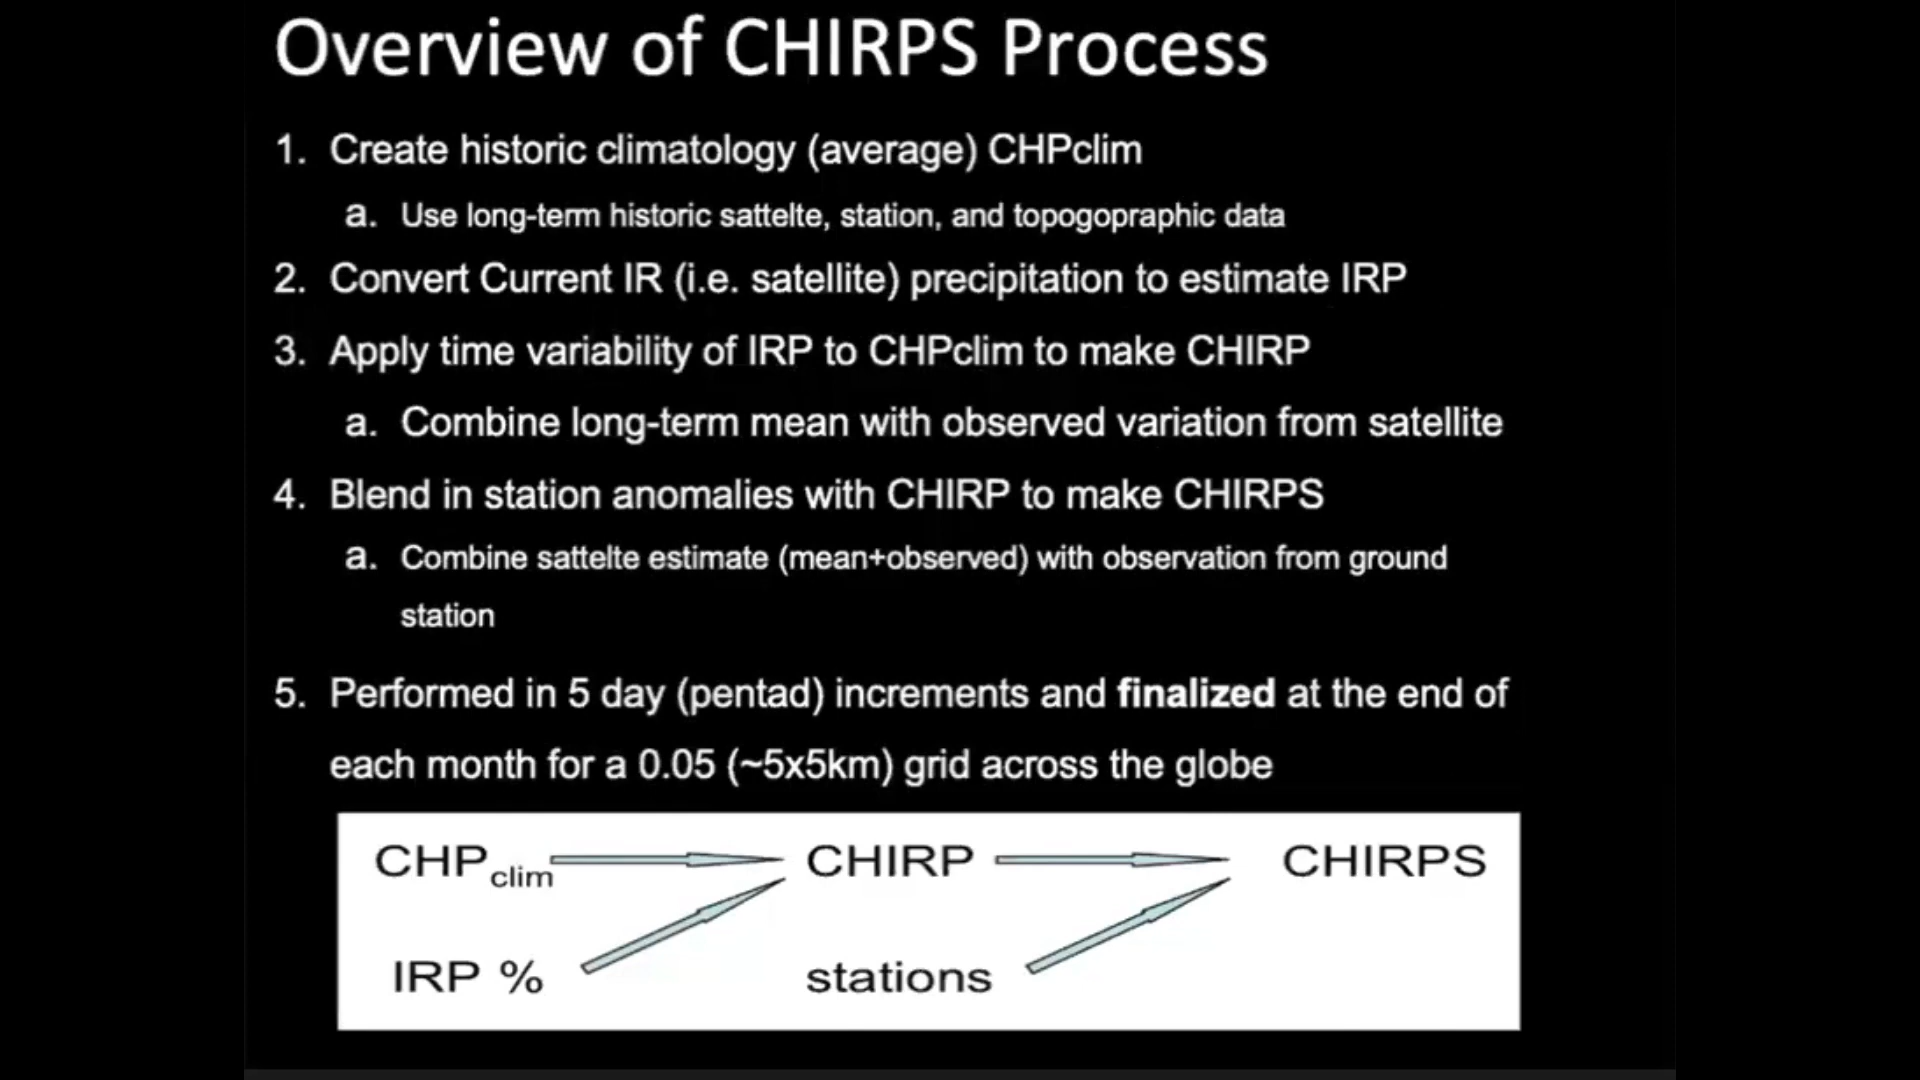 Overview of CHIRPS Process
1. Create historic climatology (average) CHPclim
a. Use long-term historic sattelte, station, and topogopraphic data
2. Convert Current IR (i.e. satellite) precipitation to estimate IRP
3. Apply time variability of IRP to CHPclim to make CHIRP
a. Combine long-term mean with observed variation from satellite
4. Blend in station anomalies with CHIRP to make CHIRPS
a. Combine sattelte estimate (mean+observed) with observation from ground
station
5. Performed in 5 day (pentad) increments and finalized at the end of
each month for a 0.05 (~5x5km) grid across the globe
CHP clim CHIRP CHIRPS
IRP % stations